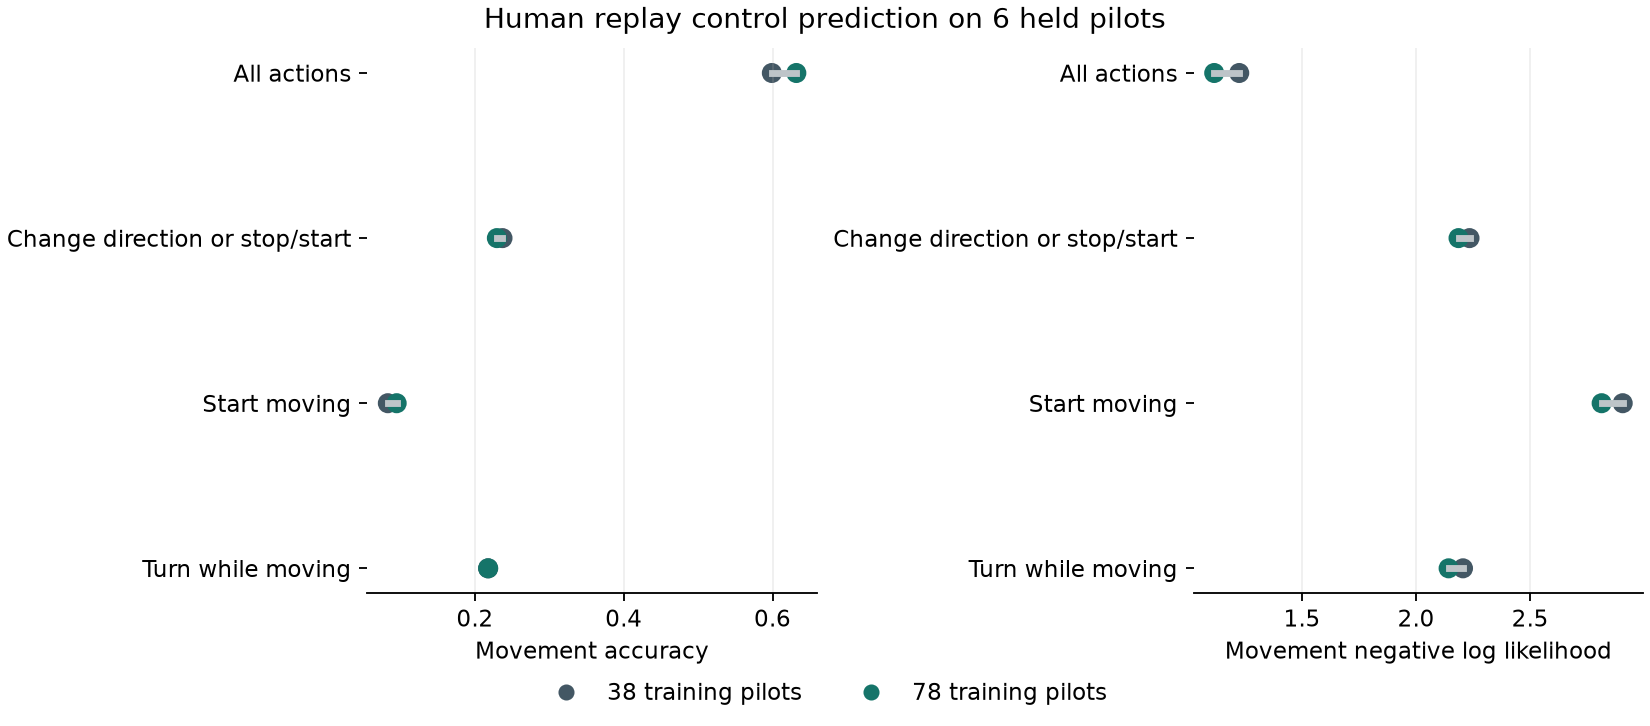 Human replay control prediction on 6 held pilots
All actions
Change direction or stop/start
Start moving
Turn while moving
0.2 0.4 0.6
Movement accuracy
All actions
Change direction or stop/start
Start moving
Turn while moving
1.5 2.0 2.5
Movement negative log likelihood
38 training pilots 78 training pilots